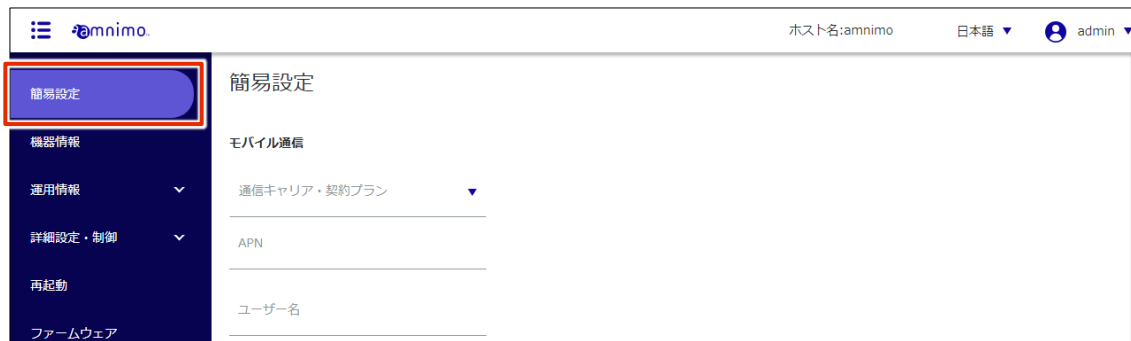 amnimo.
ホスト名:amnimo
日本語
admin
簡易設定
機器情報
運用情報
詳細設定・制御
再起動
ファームウェア
簡易設定
モバイル通信
通信キャリア・契約プラン
APN
ユーザー名